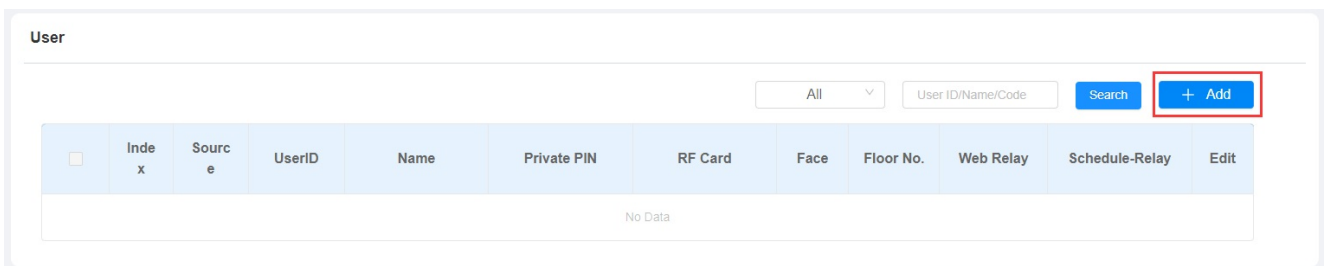 User
All User ID/Name/Code Search + Add
Inde Sourc UserID Name Private PIN RF Card Face Floor No. Web Relay Schedule-Relay Edit
x e
No Data